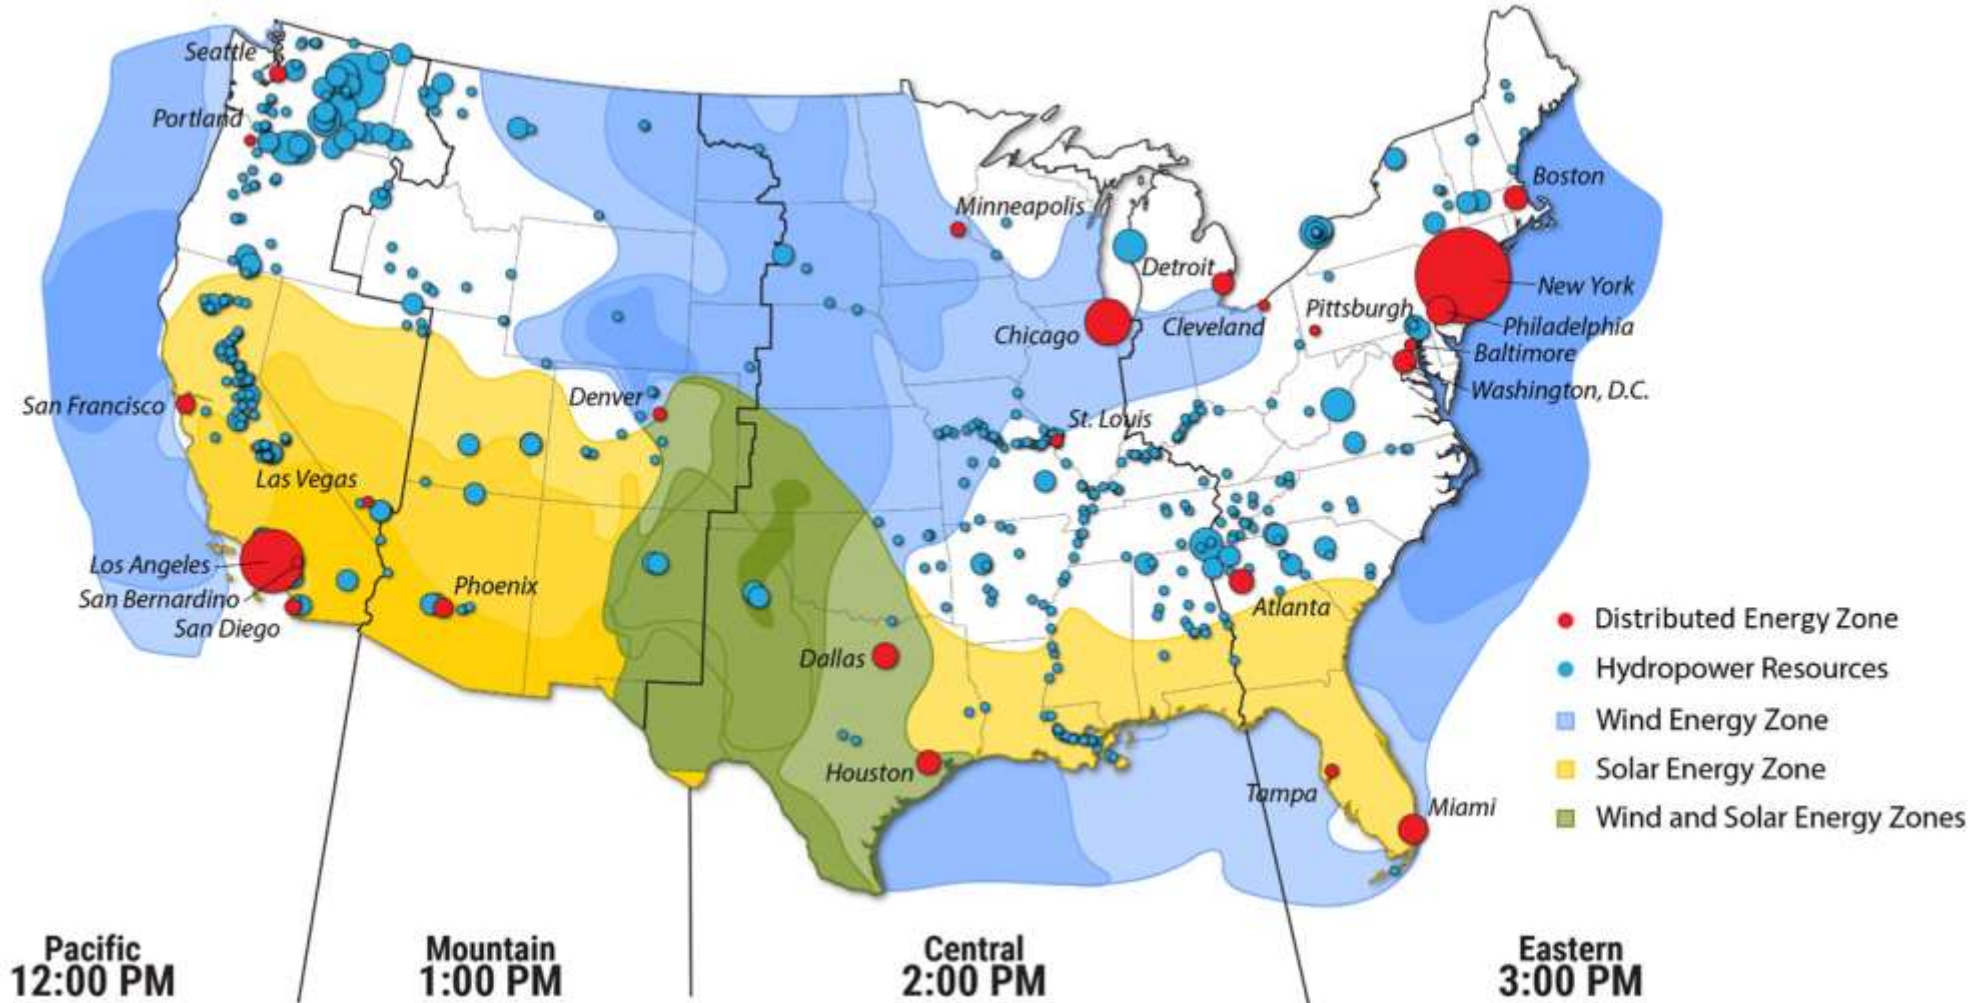 Seattle
Portland
Minneapolis
Boston
Detroit
New York
Chicago
Cleveland
Pittsburgh
Philadelphia
Baltimore
Washington, D.C.
San Francisco
Denver
St. Louis
Las Vegas
Los Angeles
San Bernardino
San Diego
Phoenix
Atlanta
Dallas
Houston
Tampa
Miami
Distributed Energy Zone
Hydropower Resources
Wind Energy Zone
Solar Energy Zone
Wind and Solar Energy Zones
Pacific
12:00 PM
Mountain
1:00 PM
Central
2:00 PM
Eastern
3:00 PM